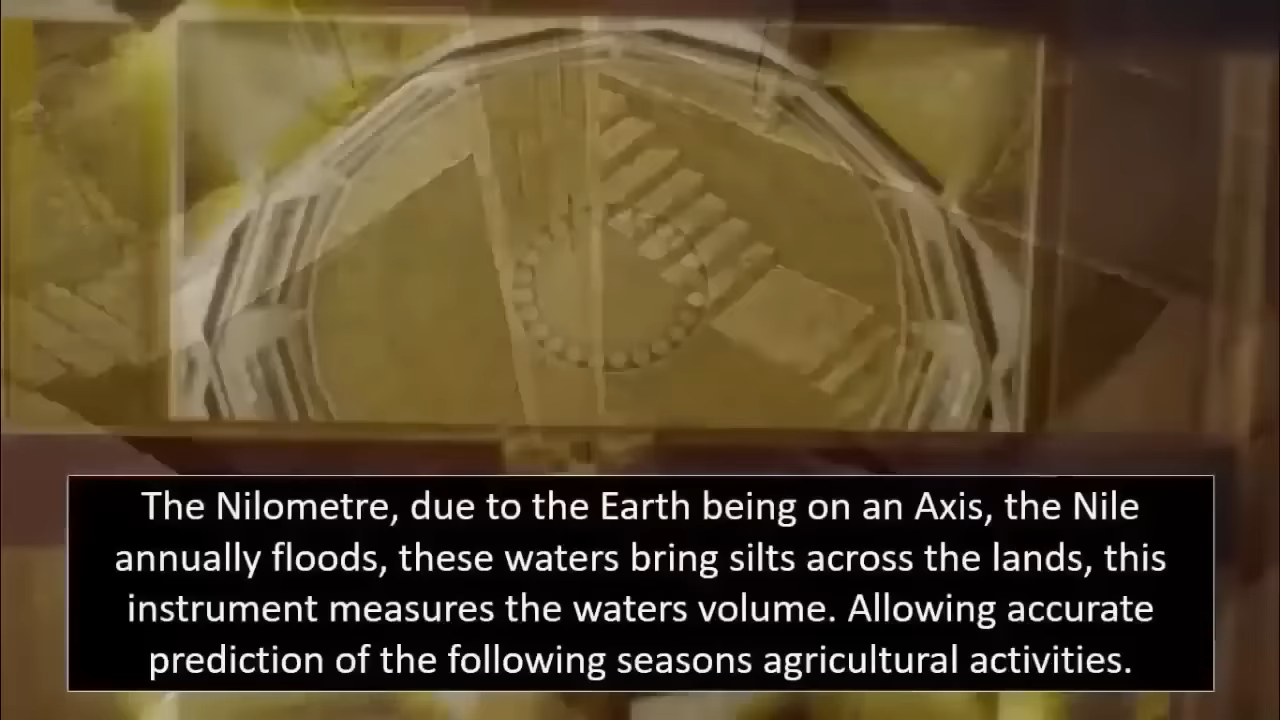 The Nilometre, due to the Earth being on an Axis, the Nile
annually floods, these waters bring silts across the lands, this
instrument measures the waters volume. Allowing accurate
prediction of the following seasons agricultural activities.